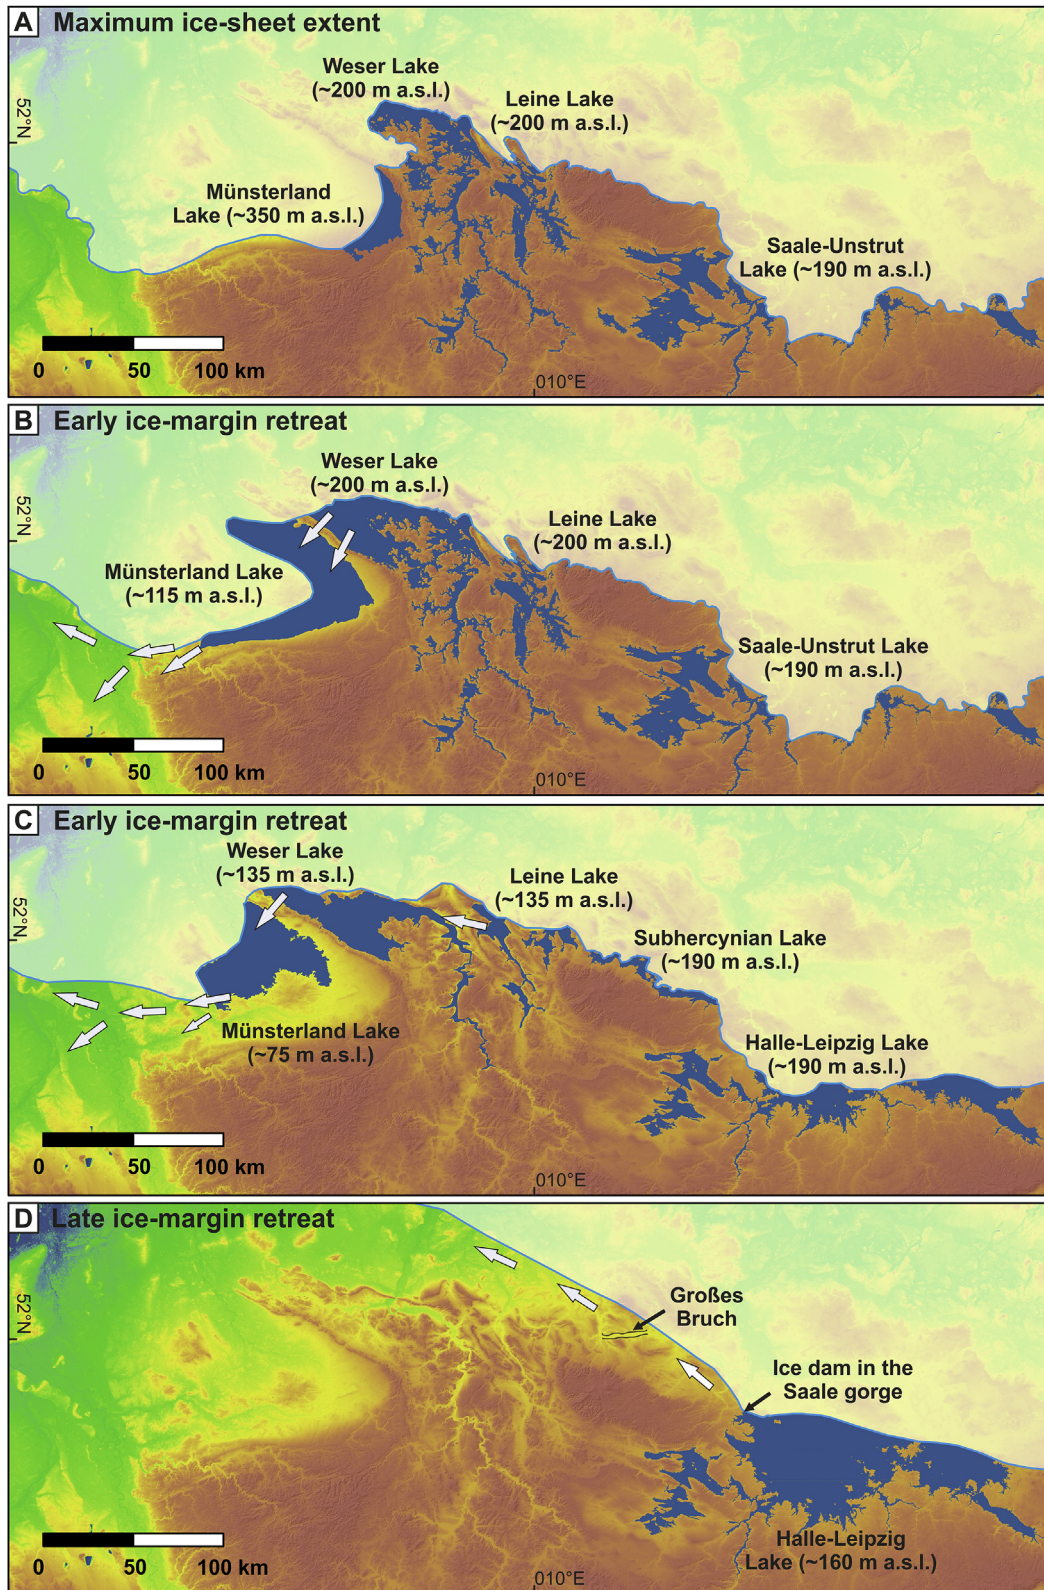 A Maximum ice-sheet extent
Weser Lake
(~200 m a.s.l.)
Leine Lake
(~200 m a.s.l.)
52°N
Münsterland
Lake (~350 m a.s.l.)
Saale-Unstrut
Lake (~190 m a.s.l.)
0 50 100 km
010°E
B Early ice-margin retreat
Weser Lake
(~200 m a.s.l.)
52°N
Leine Lake
(~200 m a.s.l.)
Münsterland Lake
(~115 m a.s.l.)
Saale-Unstrut Lake
(~190 m a.s.l.)
0 50 100 km
010°E
C Early ice-margin retreat
Weser Lake
(~135 m a.s.l.)
Leine Lake
(~135 m a.s.l.)
52°N
Subhercynian Lake
(~190 m a.s.l.)
Münsterland Lake
(~75 m a.s.l.)
Halle-Leipzig Lake
(~190 m a.s.l.)
0 50 100 km
010°E
D Late ice-margin retreat
52°N
Großes
Bruch
Ice dam in the
Saale gorge
Halle-Leipzig
Lake (~160 m a.s.l.)
0 50 100 km
010°E